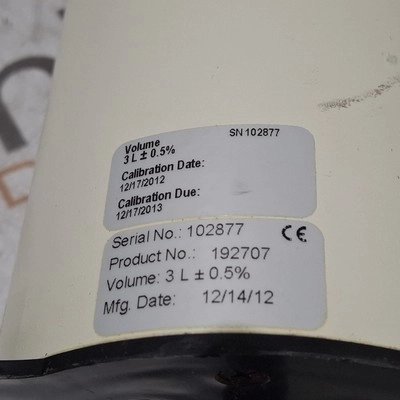 SN 102877
Volume
3 L ± 0.5%
Calibration Date:
12/17/2012
Calibration Due:
12/17/2013
Serial No.: 102877 CE
Product No.: 192707
Volume: 3 L ± 0.5%
Mfg. Date: 12/14/12